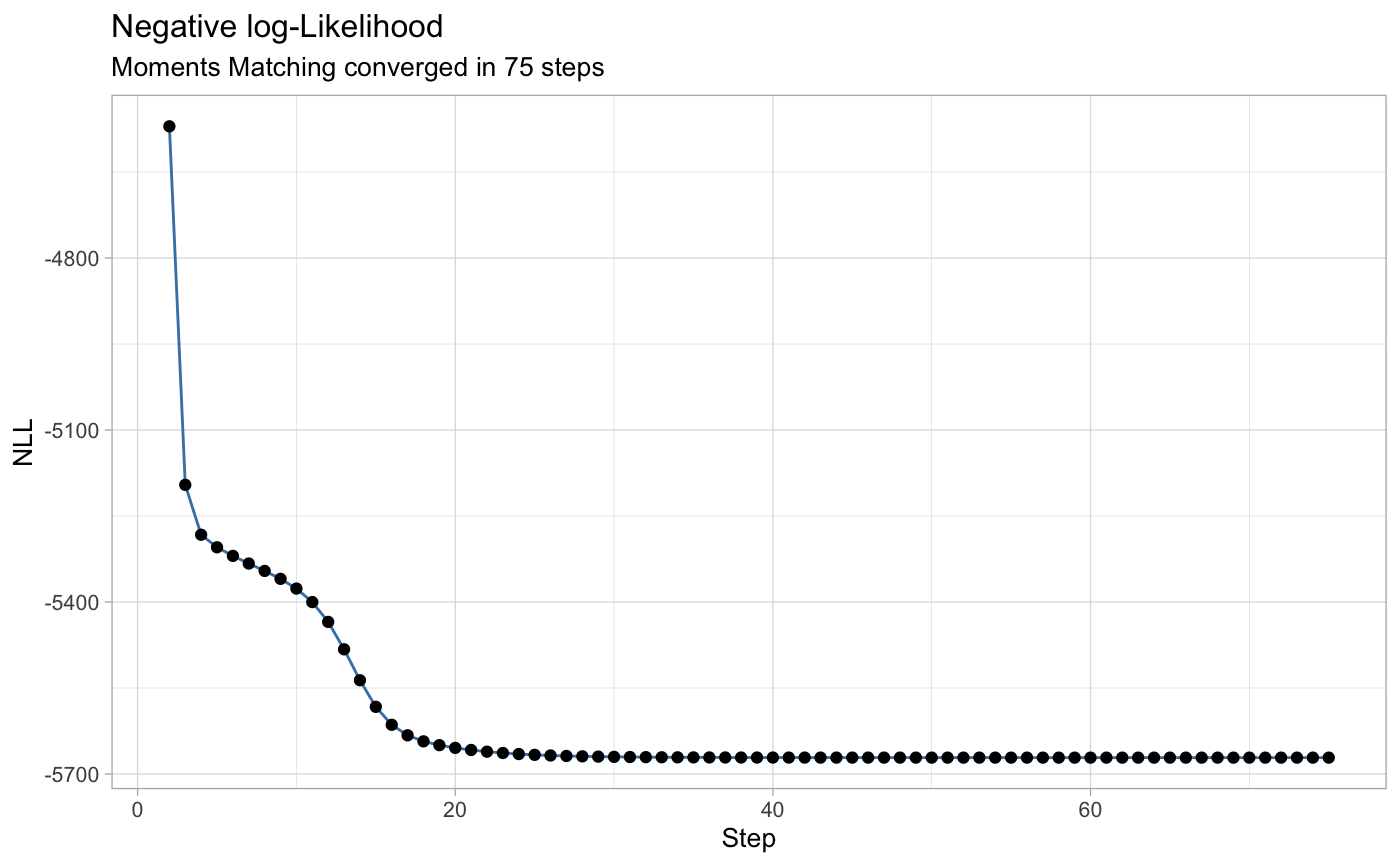 Negative log-Likelihood
Moments Matching converged in 75 steps
NLL
-4800
-5100
-5400
-5700
0
20
40
60
Step